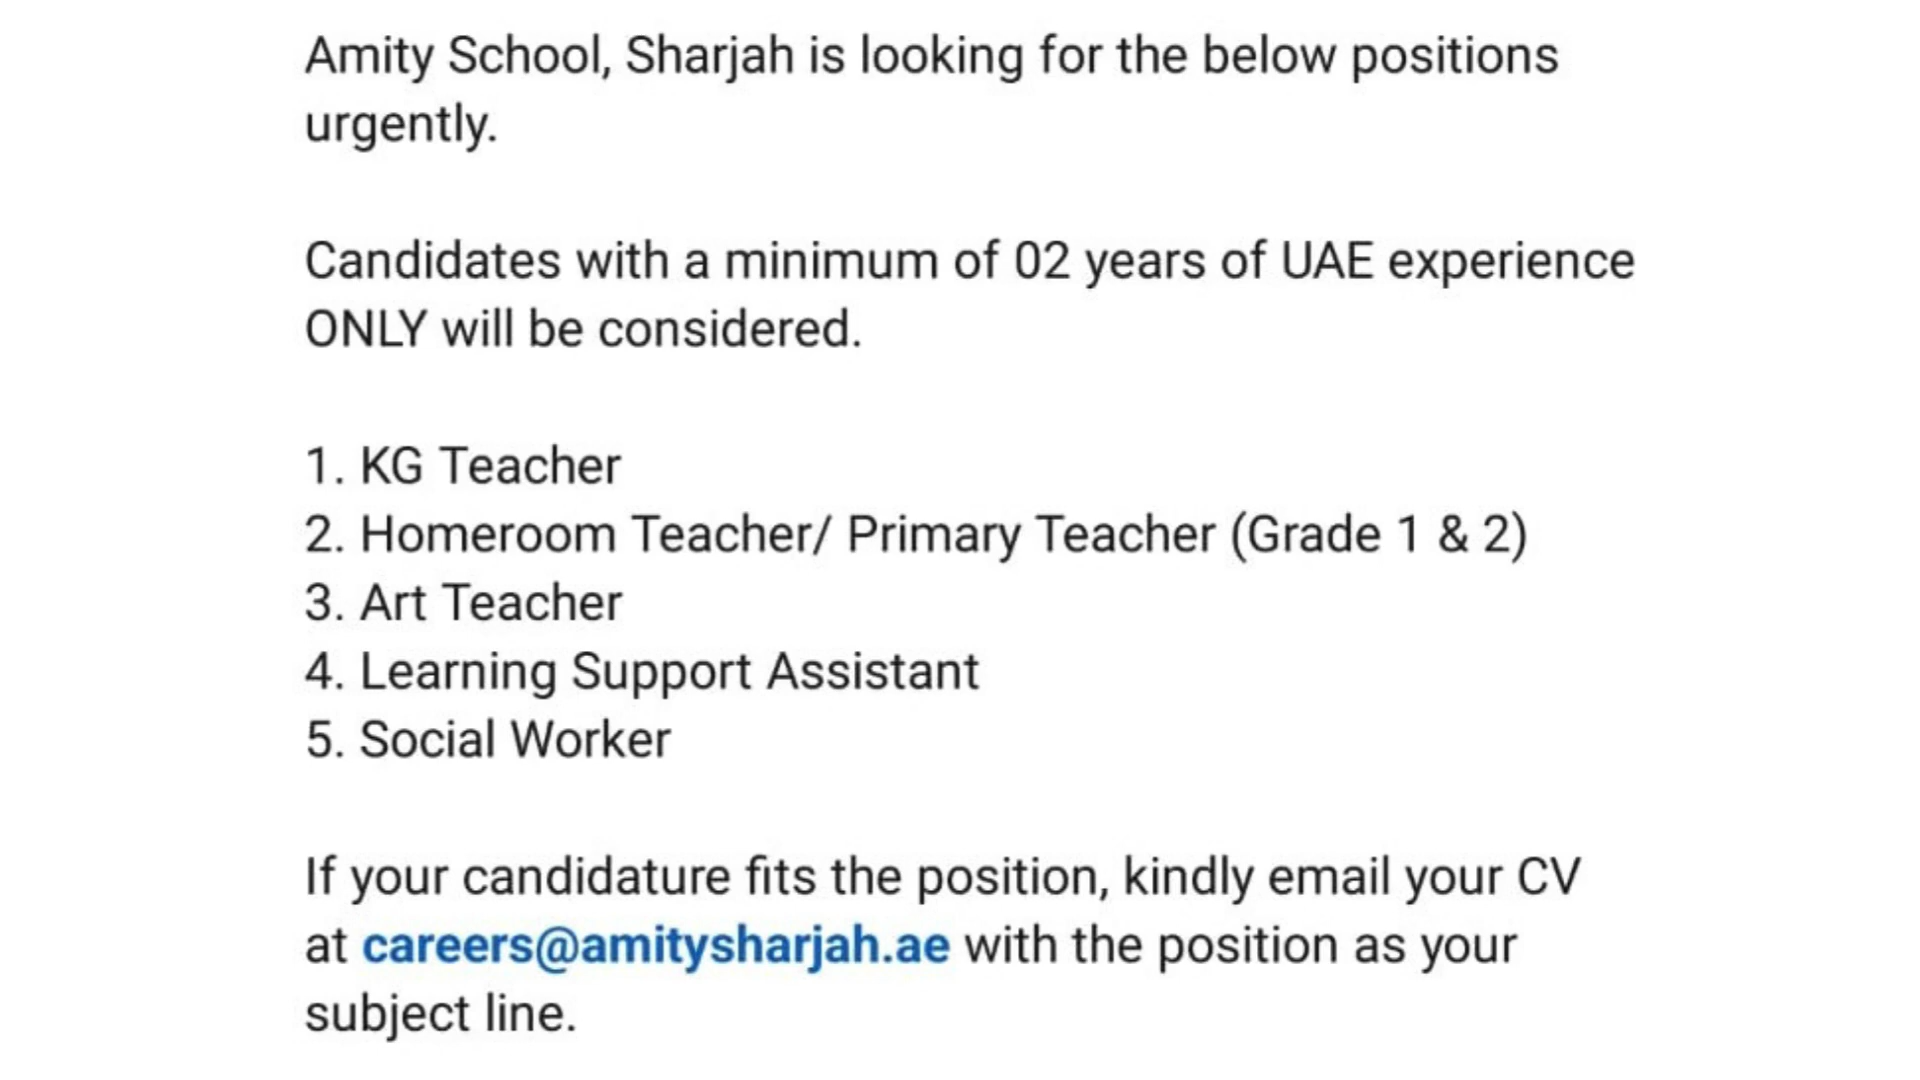 Amity School, Sharjah is looking for the below positions
urgently.
Candidates with a minimum of 02 years of UAE experience
ONLY will be considered.
1. KG Teacher
2. Homeroom Teacher/ Primary Teacher (Grade 1 & 2)
3. Art Teacher
4. Learning Support Assistant
5. Social Worker
If your candidature fits the position, kindly email your CV
at careers@amitysharjah.ae with the position as your
subject line.